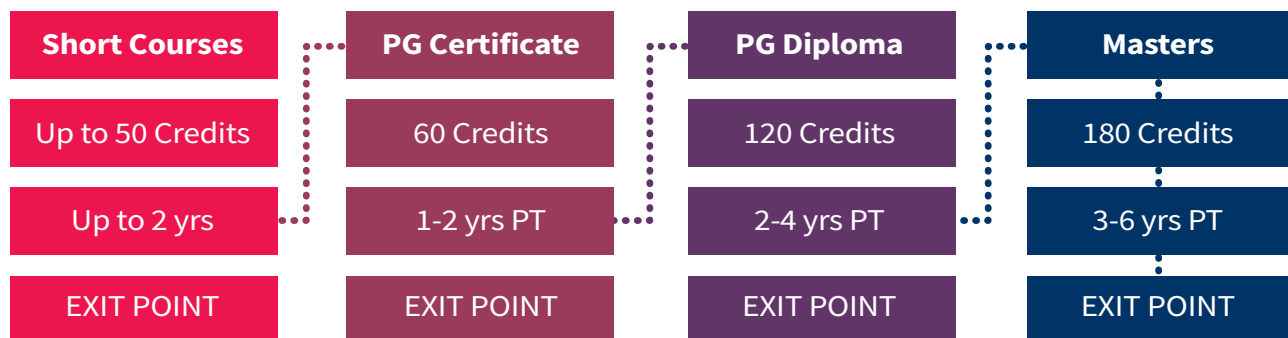 Short Courses
Up to 50 Credits
Up to 2 yrs
EXIT POINT
PG Certificate
60 Credits
1-2 yrs PT
EXIT POINT
PG Diploma
120 Credits
2-4 yrs PT
EXIT POINT
Masters
180 Credits
3-6 yrs PT
EXIT POINT